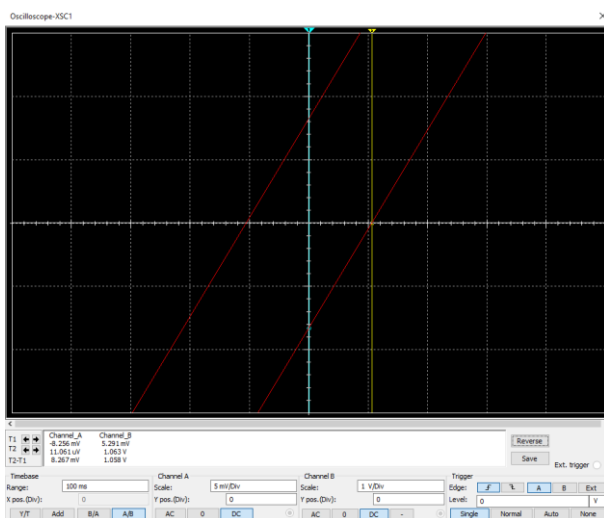 Oscilloscope-XSC1
T1 Channel_A Channel_B
-8.256 mV 5.291 mV
T2 11.061 uV 1.063 V
T2-T1 8.267 mV 1.058 V
Reverse
Save
Ext. trigger
Timebase Channel A Channel B Trigger
Range: 100 ms Scale: 5 mV/Div Scale: 1 V/Div Edge: A B Ext
X pos.(Div): 0 Y pos.(Div): 0 Y pos.(Div): 0 Level: 0 V
Y/T Add B/A A/B AC 0 DC AC 0 DC - Single Normal Auto None